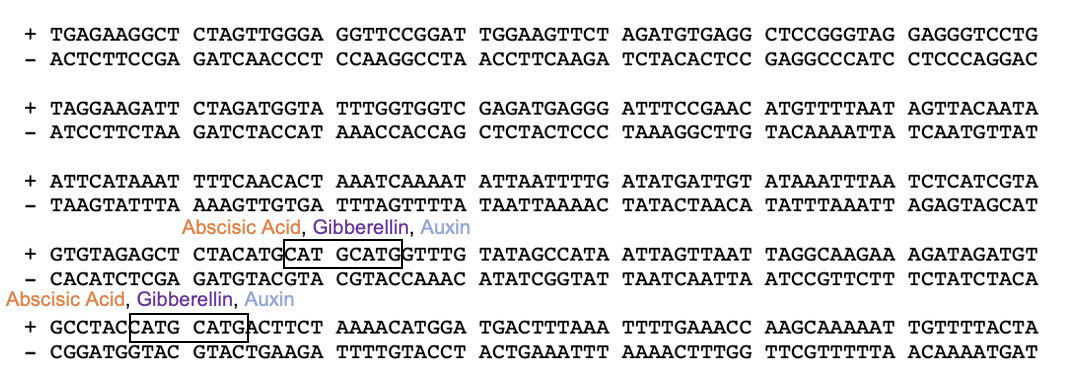 + TGAGAAGGCT CTAGTTGGGA GGTTCCGGAT TGGAAGTTCT AGATGTGAGG CTCCGGGTAG GAGGGTCCTG
− ACTCTTCCGA GATCAACCCT CCAAGGCCTA ACCTTCAAGA TCTACACTCC GAGGCCCATC CTCCCAGGAC
+ TAGGAAGATT CTAGATGGTA TTTGGTGGTC GAGATGAGGG ATTTCCGAAC ATGTTTTAAT AGTTACAATA
− ATCCTTCTAA GATCTACCAT AAACCACCAG CTCTACTCCC TAAAGGCTTG TACAAAATTA TCAATGTTAT
+ ATTCATAAAT TTTCAACACT AAATCAAAAT ATTAATTTTG ATATGATTGT ATAAATTTAA TCTCATCGTA
− TAAGTATTTA AAAGTTGTGA TTTAGTTTTA TAATTAAAAC TATACTAACA TATTTAAATT AGAGTAGCAT
Abscisic Acid, Gibberellin, Auxin
+ GTGTAGAGCT CTACATGCAT GCATGGTTTG TATAGCCATA ATTAGTTAAT TAGGCAAGAA AGATAGATGT
− CACATCTCGA GATGTACGTA CGTACCAAAC ATATCGGTAT TAATCAATTA ATCCGTTCTT TCTATCTACA
Abscisic Acid, Gibberellin, Auxin
+ GCCTACCATG CATGACTTCT AAAACATGGA TGACTTTAAA TTTTGAAACC AAGCAAAAAT TGTTTTACTA
− CGGATGGTAC GTACTGAAGA TTTTGTACCT ACTGAAATTT AAAACTTTGG TTCGTTTTTA ACAAAATGAT